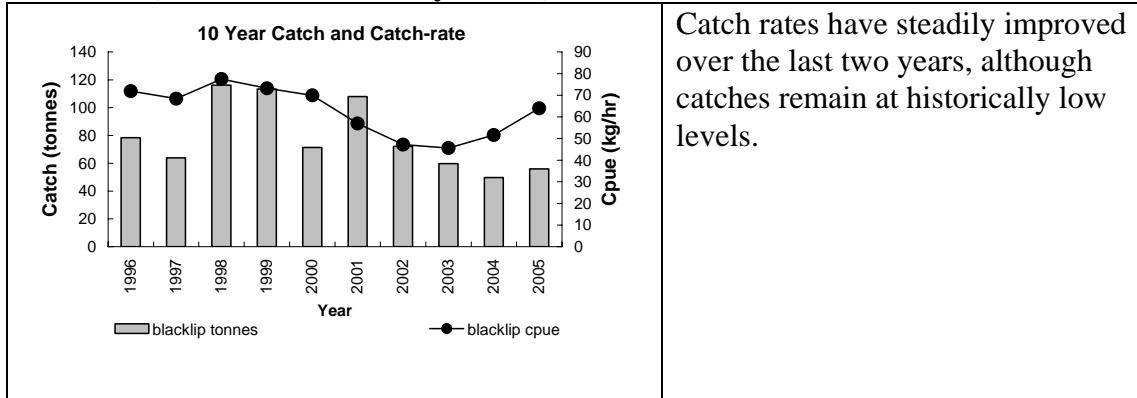 10 Year Catch and Catch-rate
140
120
100
80
60
40
20
0
Catch (tonnes)
90
80
70
60
50
40
30
20
10
0
Cpue (kg/hr)
1996
1997
1998
1999
2000
2001
2002
2003
2004
2005
Year
blacklip tonnes
blacklip cpue
Catch rates have steadily improved
over the last two years, although
catches remain at historically low
levels.